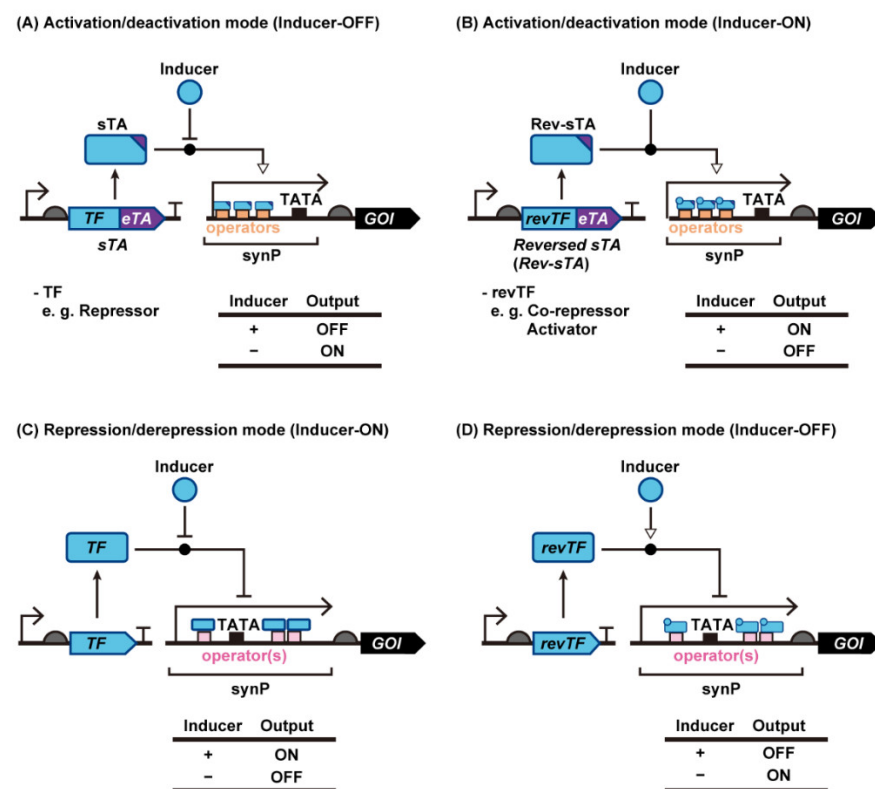 (A) Activation/deactivation mode (Inducer-OFF)
Inducer
sTA
TATA
TF
eTA
GOI
sTA
operators
synP
- TF
e. g. Repressor
Inducer Output
+ OFF
− ON
(B) Activation/deactivation mode (Inducer-ON)
Inducer
Rev-sTA
TATA
revTF
eTA
GOI
Reversed sTA
(Rev-sTA)
operators
synP
- revTF
e. g. Co-repressor
Activator
Inducer Output
+ ON
− OFF
(C) Repression/derepression mode (Inducer-ON)
Inducer
TF
TATA
TF
GOI
operator(s)
synP
Inducer Output
+ ON
− OFF
(D) Repression/derepression mode (Inducer-OFF)
Inducer
revTF
TATA
revTF
GOI
operator(s)
synP
Inducer Output
+ OFF
− ON